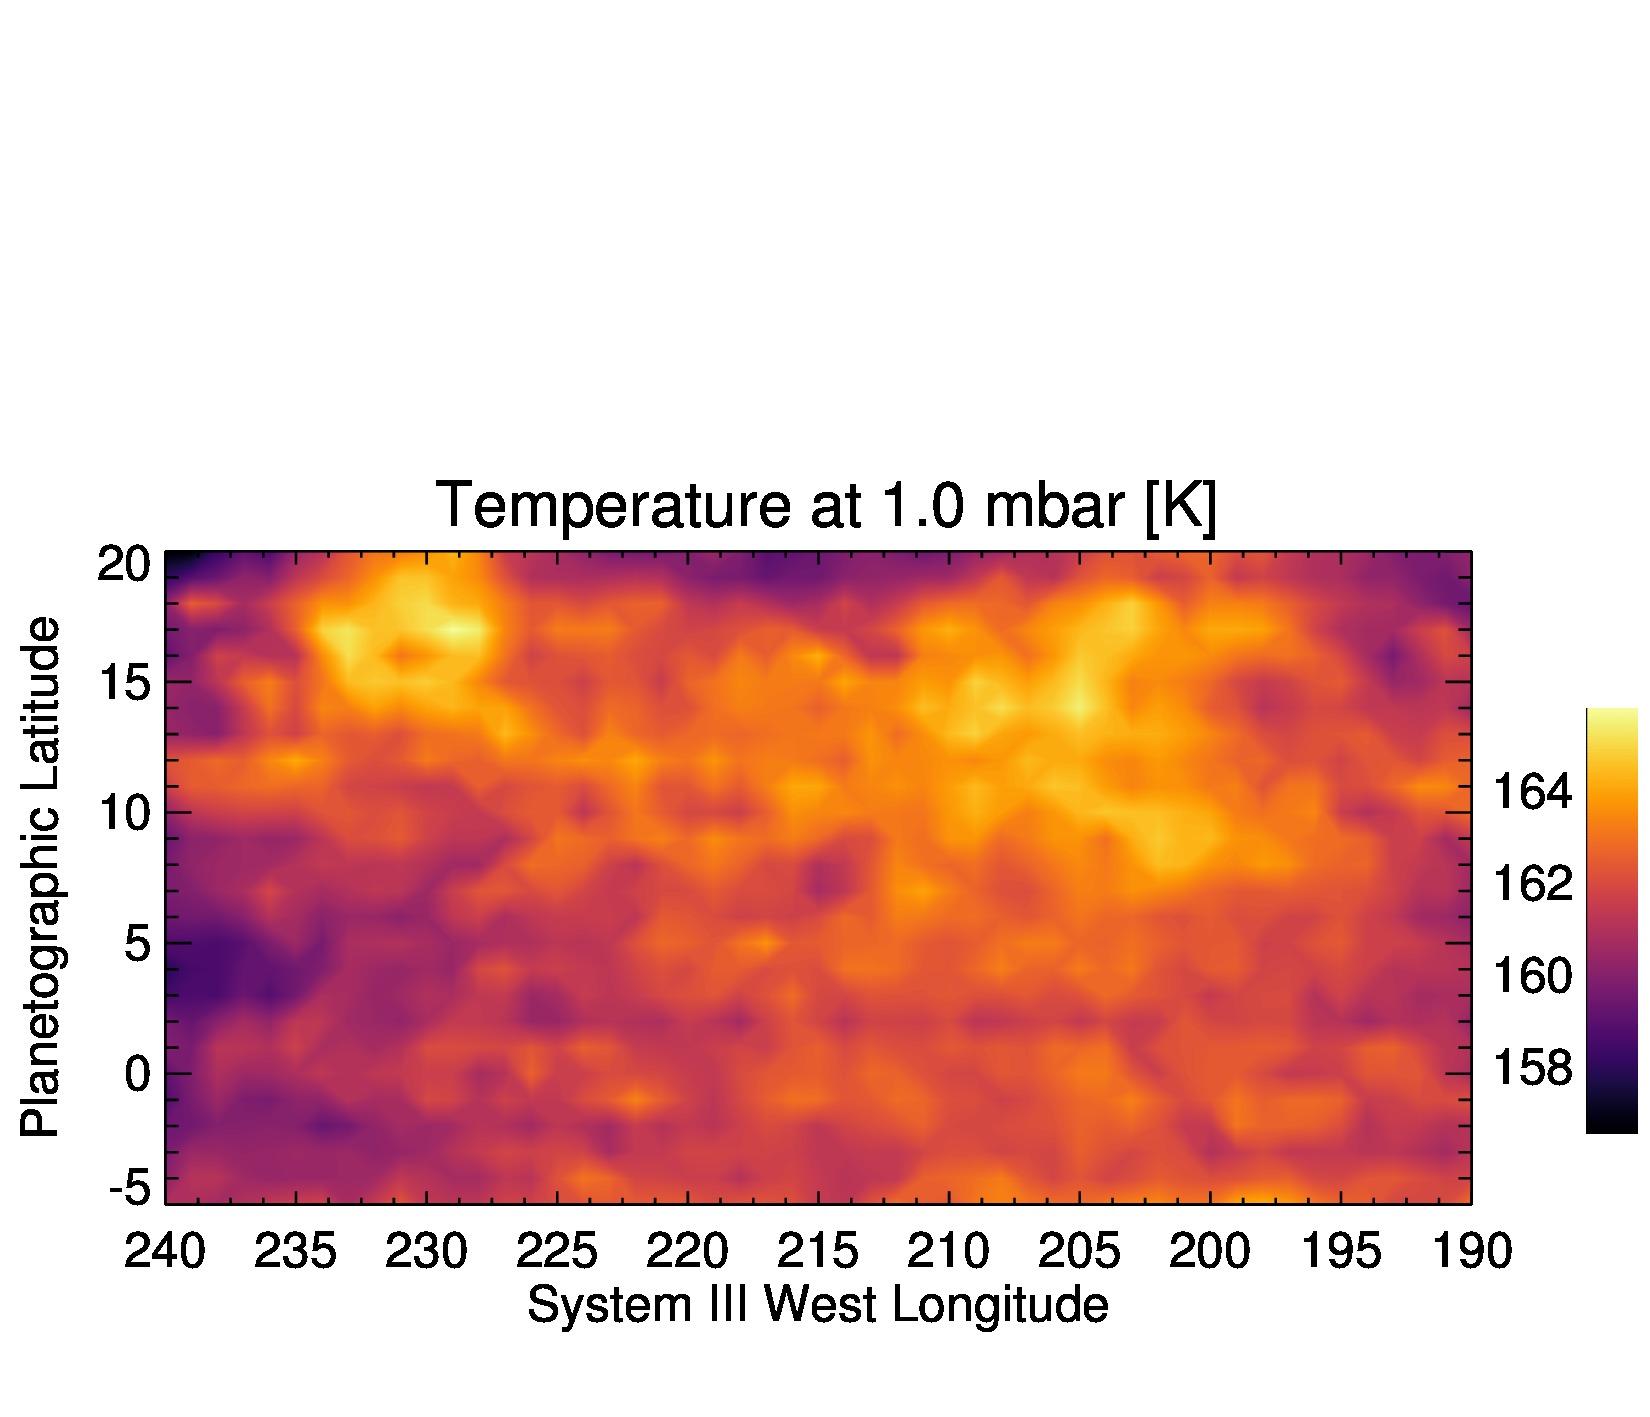 Temperature at 1.0 mbar [K]
Planetographic Latitude
20
15
10
5
0
-5
240 235 230 225 220 215 210 205 200 195 190
System III West Longitude
164
162
160
158